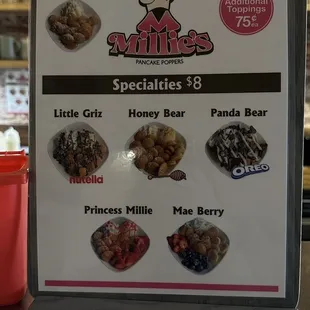 Additional
Toppings
75¢
ea
Millie's
PANCAKE POPPERS
Specialties $8
Little Griz
Honey Bear
Panda Bear
nutella
OREO
Princess Millie
Mae Berry